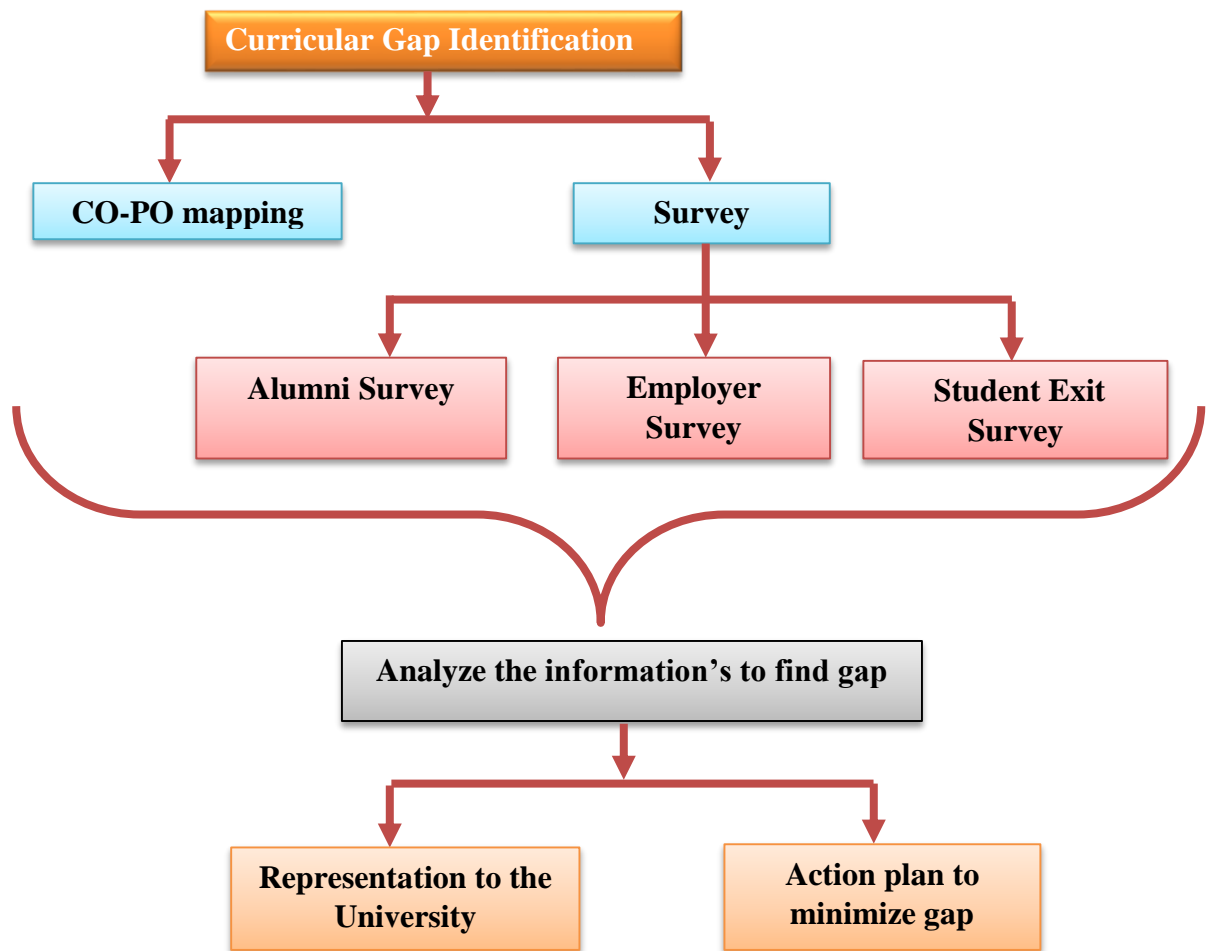 Curricular Gap Identification
CO-PO mapping
Survey
Alumni Survey
Employer
Survey
Student Exit
Survey
Analyze the information’s to find gap
Representation to the
University
Action plan to
minimize gap